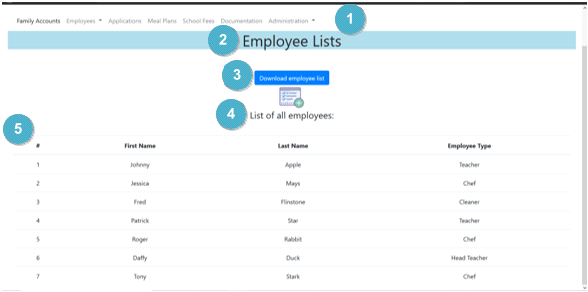 Family Accounts Employees Applications Meal Plans School Fees Documentation Administration 1
2 Employee Lists
3 Download employee list
4 List of all employees:
5
# First Name Last Name Employee Type
1 Johnny Apple Teacher
2 Jessica Mays Chef
3 Fred Flinstone Cleaner
4 Patrick Star Teacher
5 Roger Rabbit Chef
6 Daffy Duck Head Teacher
7 Tony Stark Chef